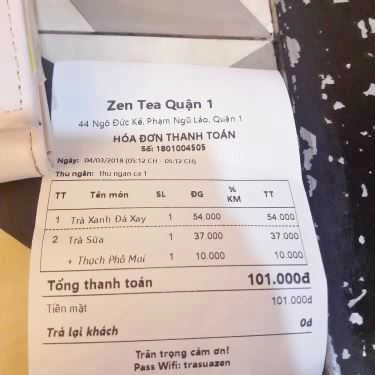 Zen Tea Quận 1
44 Ngô Đức Kế, Phạm Ngũ Lão, Quận 1
HÓA ĐƠN THANH TOÁN
Số: 1801004505
Ngày: 04/03/2018 (05:12 CH - 05:12 CH)
Thu ngân: thu ngan ca 1
TT Tên món SL ĐG % KM TT
1 Trà Xanh Đá Xay 1 54.000 54.000
2 Trà Sữa 1 37.000 37.000
+ Thạch Phô Mai 1 10.000 10.000
Tổng thanh toán 101.000đ
Tiền mặt 101.000đ
Trả lại khách 0đ
Trân trọng cảm ơn!
Pass Wifi: trasuazen